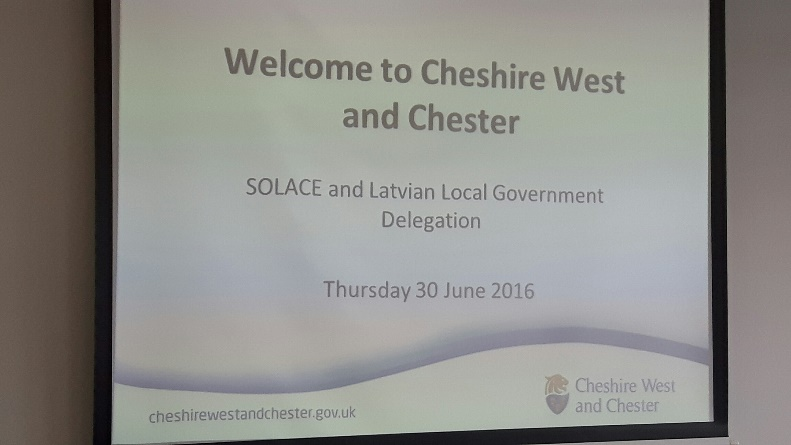 Welcome to Cheshire West
and Chester
SOLACE and Latvian Local Government
Delegation
Thursday 30 June 2016
cheshirewestandchester.gov.uk
Cheshire West
and Chester